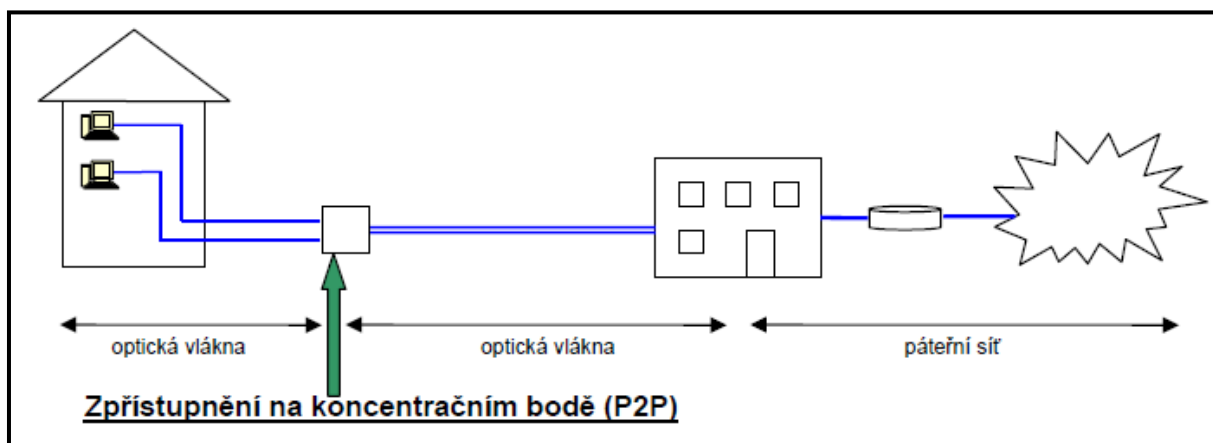 optická vlákna
optická vlákna
páteřní síť
Zpřístupnění na koncentračním bodě (P2P)